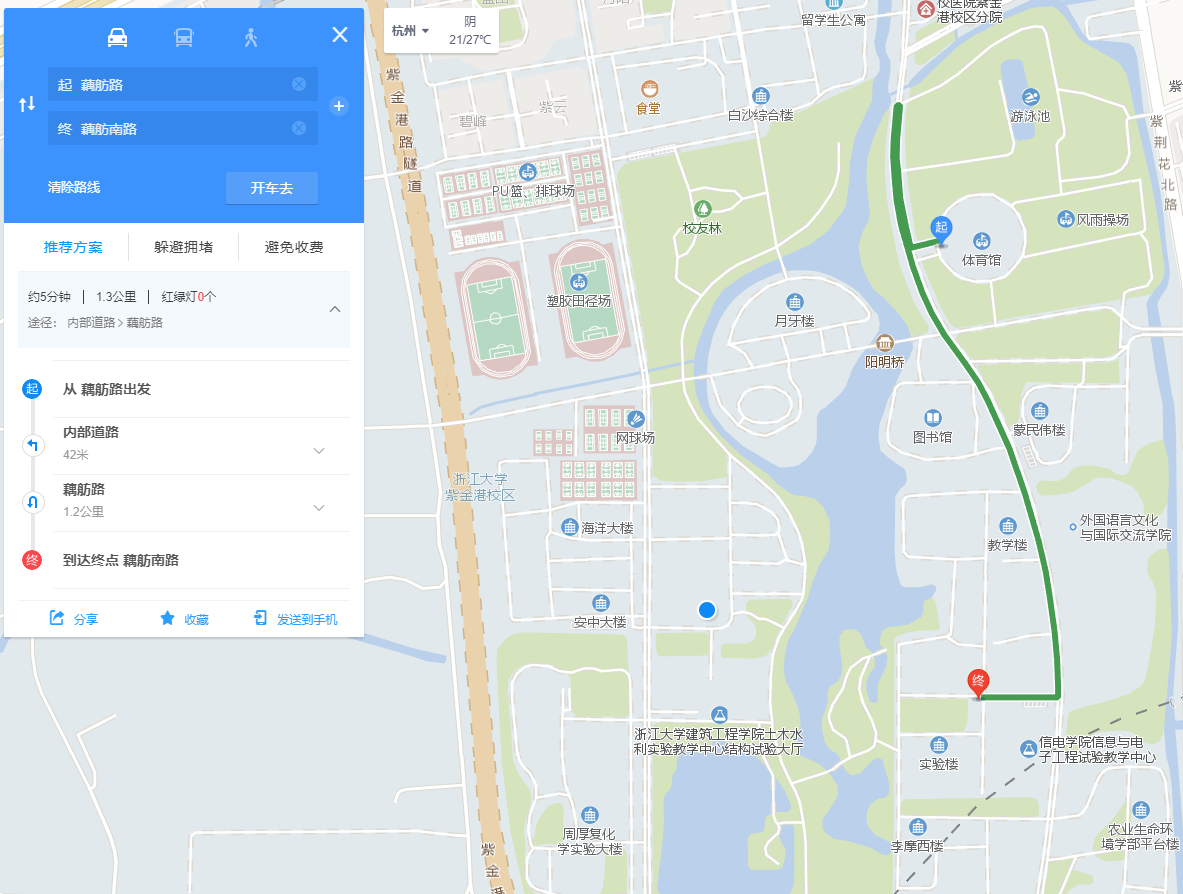 起 藕舫路
终 藕舫南路
清除路线
开车去
推荐方案
躲避拥堵
避免收费
约5分钟 | 1.3公里 | 红绿灯0个
途径： 内部道路 > 藕舫路
起 从 藕舫路出发
内部道路
42米
藕舫路
1.2公里
终 到达终点 藕舫南路
分享
收藏
发送到手机
杭州
阴
21/27℃
留学生公寓
校医院紫金
港校区分院
紫金港路隧道
碧峰
紫云
食堂
白沙综合楼
游泳池
紫荆花北路
PU篮、排球场
校友林
起
体育馆
风雨操场
塑胶田径场
月牙楼
阳明桥
网球场
图书馆
蒙民伟楼
浙江大学
紫金港校区
海洋大楼
教学楼
外国语言文化
与国际交流学院
安中大楼
终
浙江大学建筑工程学院土木水
利实验教学中心结构试验大厅
实验楼
信电学院信息与电
子工程试验教学中心
周厚复化
学实验大楼
李摩西楼
农业生命环
境学部平台楼
紫金